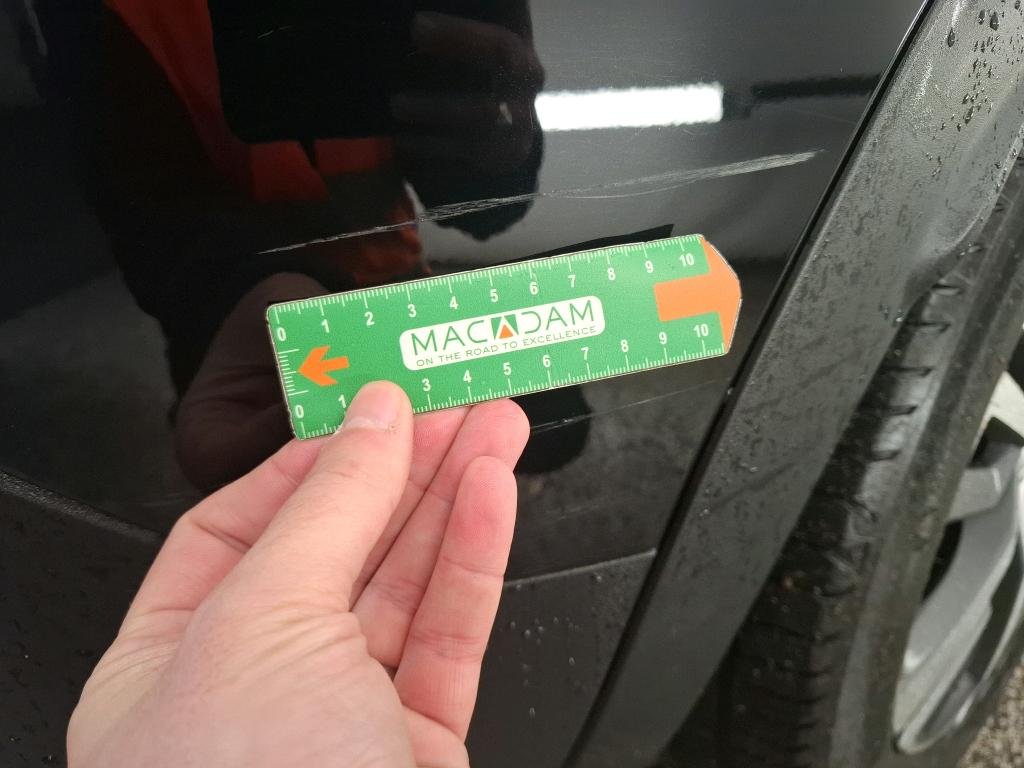 0 1 2 3 4 5 6 7 8 9 10
MACADAM
ON THE ROAD TO EXCELLENCE
0 1 3 4 5 6 7 8 9 10